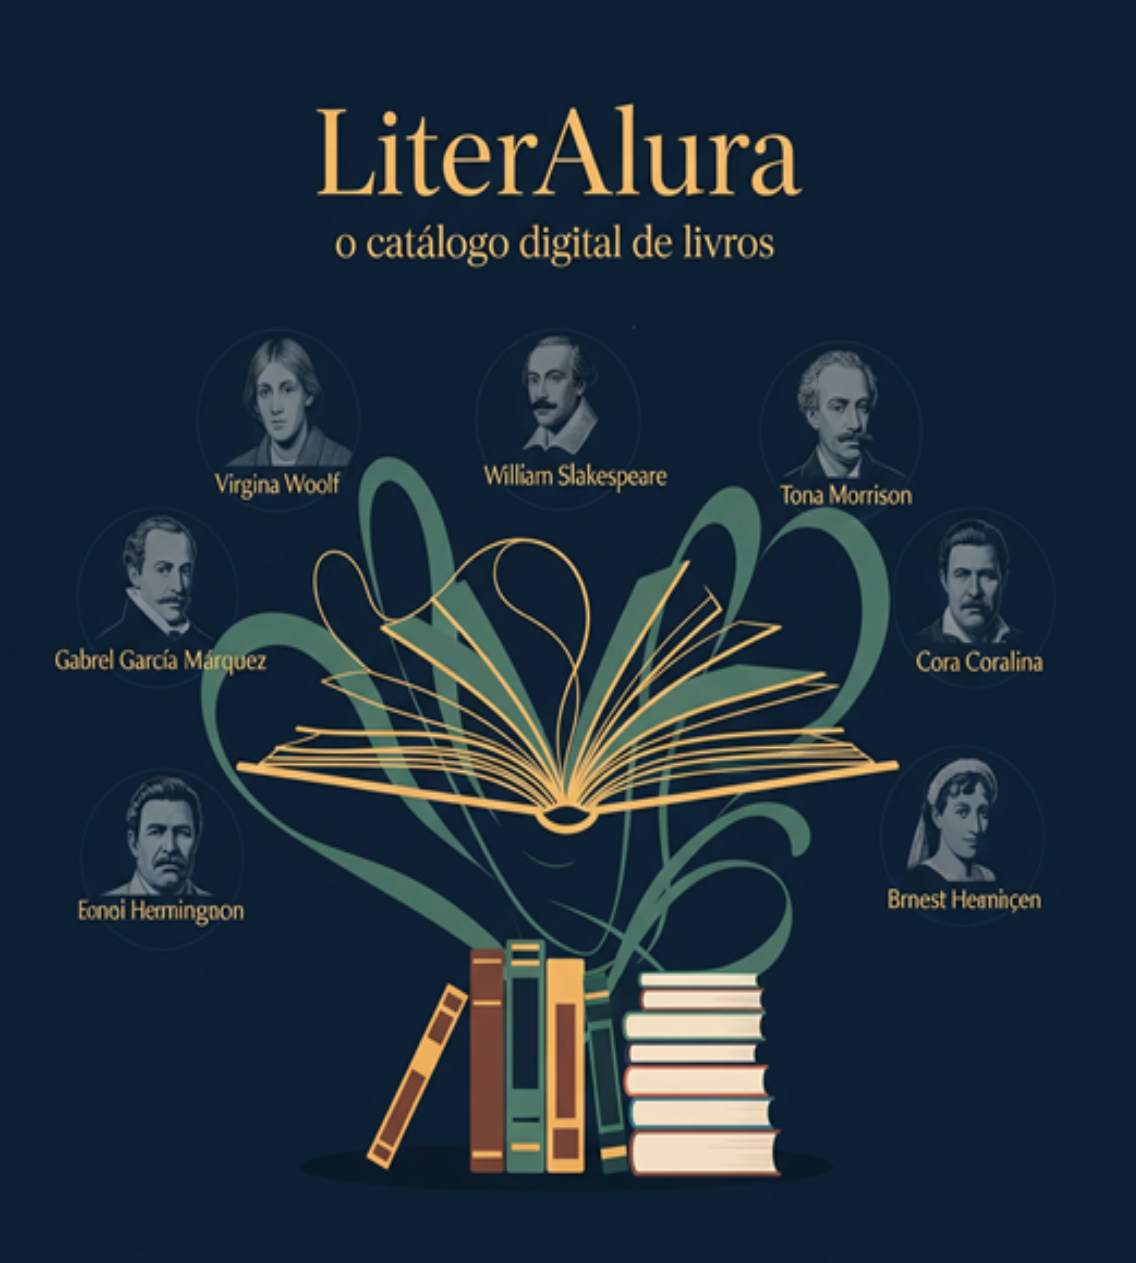 LiterAlura
o catálogo digital de livros
Virgina Woolf
William Slakespeare
Tona Morrison
Gabrel García Márquez
Cora Coralina
Eonoi Hermingnon
Brnest Hemniçen